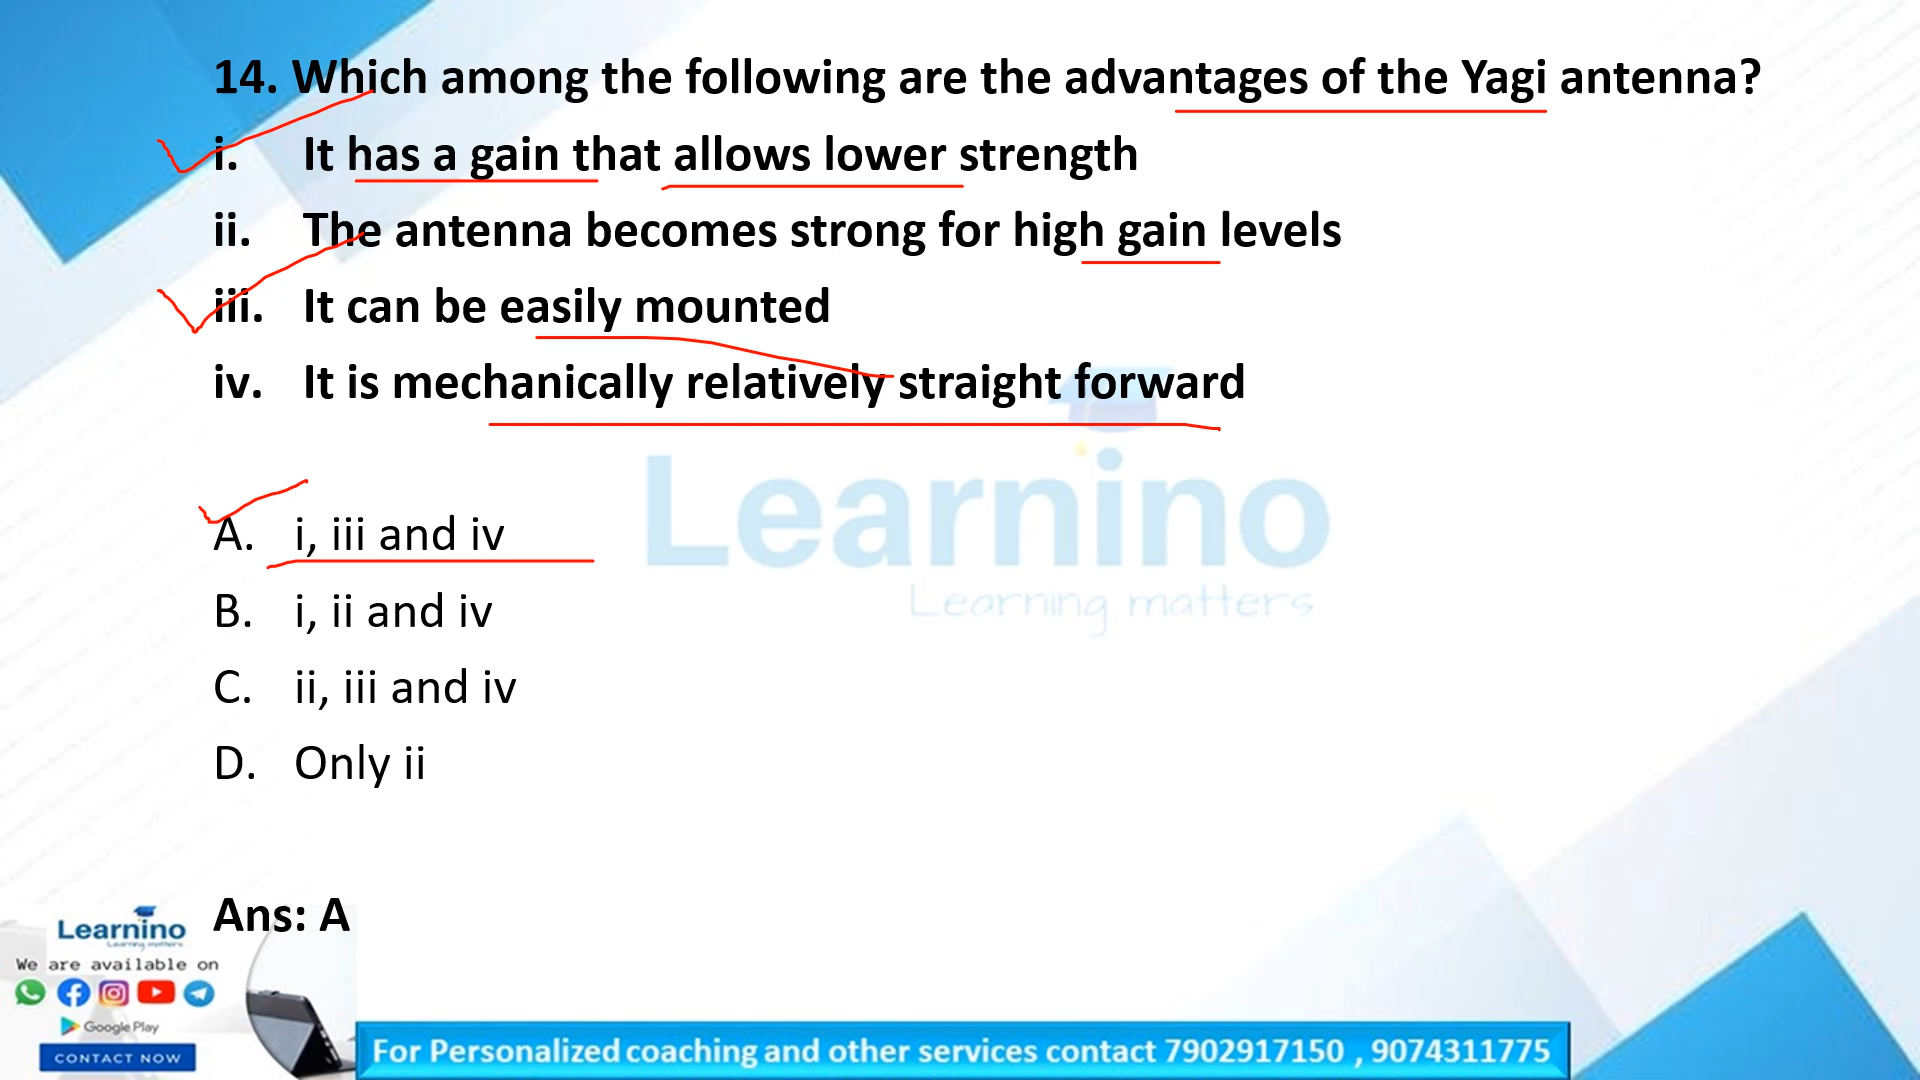 14. Which among the following are the advantages of the Yagi antenna?
i. It has a gain that allows lower strength
ii. The antenna becomes strong for high gain levels
iii. It can be easily mounted
iv. It is mechanically relatively straight forward
Learnino
Learning matters
A. i, iii and iv
B. i, ii and iv
C. ii, iii and iv
D. Only ii
Ans: A
Learnino
Learning matters
We are available on
Google Play
CONTACT NOW
For Personalized coaching and other services contact 7902917150 , 9074311775